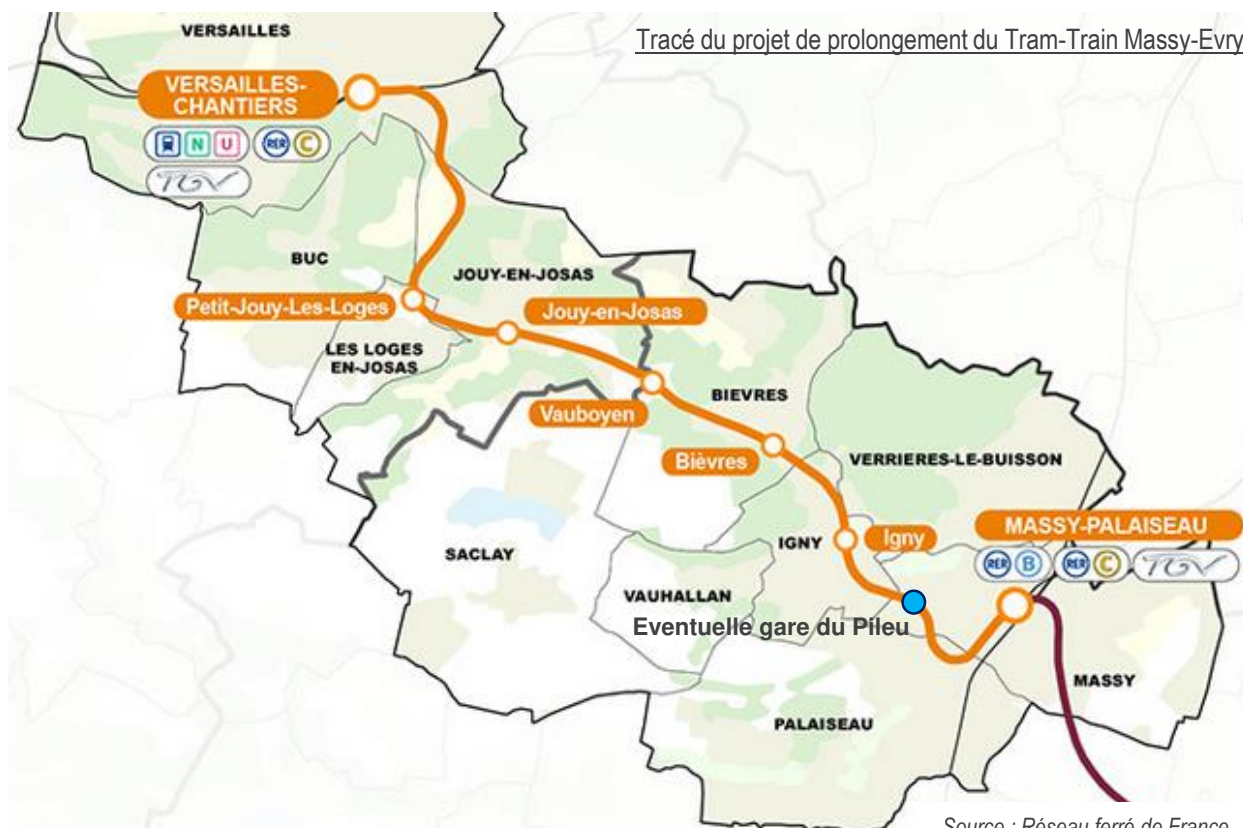 VERSAILLES
Tracé du projet de prolongement du Tram-Train Massy-Evry
VERSAILLES-
CHANTIERS
N U RER C
TGV
BUC
JOUY-EN-JOSAS
Petit-Jouy-Les-Loges
Jouy-en-Josas
LES LOGES
EN-JOSAS
BIEVRES
Vauboyen
Bièvres
VERRIERES-LE-BUISSON
MASSY-PALAISEAU
Igny
IGNY
SACLAY
RER B RER C TGV
VAUHALLAN
Eventuelle gare du Pileu
MASSY
PALAISEAU
Source : Réseau ferré de France